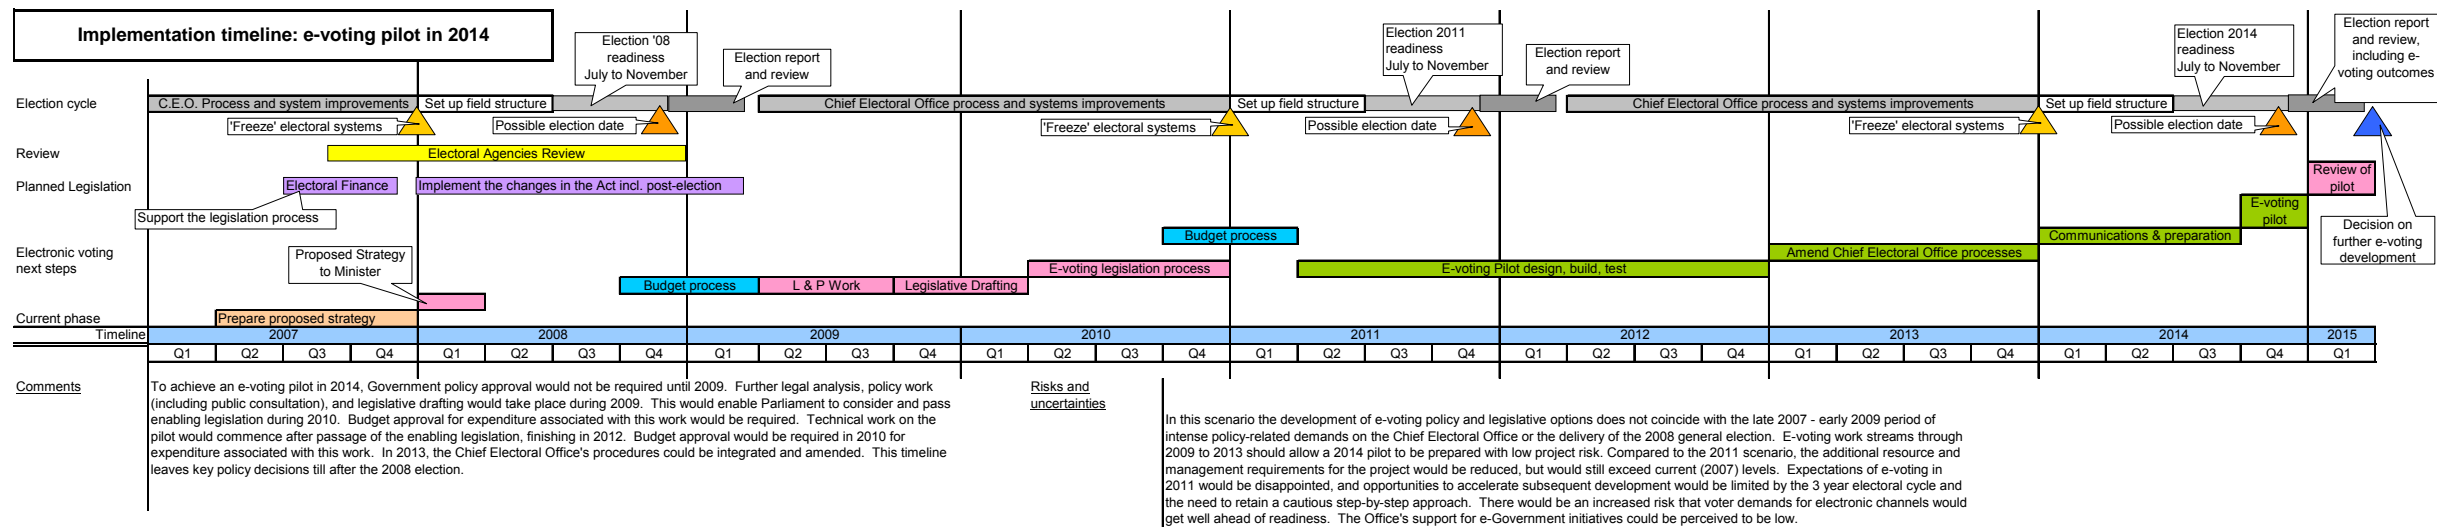 Implementation timeline: e-voting pilot in 2014
Election '08
readiness
July to November
Election report
and review
Election 2011
readiness
July to November
Election report
and review
Election 2014
readiness
July to November
Election report
and review,
including e-
voting outcomes
Election cycle
C.E.O. Process and system improvements
Set up field structure
Chief Electoral Office process and systems improvements
Set up field structure
Chief Electoral Office process and systems improvements
Set up field structure
'Freeze' electoral systems
Possible election date
'Freeze' electoral systems
Possible election date
'Freeze' electoral systems
Possible election date
Review
Electoral Agencies Review
Planned Legislation
Electoral Finance
Implement the changes in the Act incl. post-election
Review of
pilot
Support the legislation process
E-voting
pilot
Budget process
Communications & preparation
Decision on
further e-voting
development
Electronic voting
next steps
Proposed Strategy
to Minister
E-voting legislation process
E-voting Pilot design, build, test
Amend Chief Electoral Office processes
Budget process
L & P Work
Legislative Drafting
Current phase
Prepare proposed strategy
Timeline
2007 2008 2009 2010 2011 2012 2013 2014 2015
Q1 Q2 Q3 Q4 Q1 Q2 Q3 Q4 Q1 Q2 Q3 Q4 Q1 Q2 Q3 Q4 Q1 Q2 Q3 Q4 Q1 Q2 Q3 Q4 Q1 Q2 Q3 Q4 Q1 Q2 Q3 Q4 Q1
Comments
To achieve an e-voting pilot in 2014, Government policy approval would not be required until 2009. Further legal analysis, policy work
(including public consultation), and legislative drafting would take place during 2009. This would enable Parliament to consider and pass
enabling legislation during 2010. Budget approval for expenditure associated with this work would be required. Technical work on the
pilot would commence after passage of the enabling legislation, finishing in 2012. Budget approval would be required in 2010 for
expenditure associated with this work. In 2013, the Chief Electoral Office's procedures could be integrated and amended. This timeline
leaves key policy decisions till after the 2008 election.
Risks and
uncertainties
In this scenario the development of e-voting policy and legislative options does not coincide with the late 2007 - early 2009 period of
intense policy-related demands on the Chief Electoral Office or the delivery of the 2008 general election. E-voting work streams through
2009 to 2013 should allow a 2014 pilot to be prepared with low project risk. Compared to the 2011 scenario, the additional resource and
management requirements for the project would be reduced, but would still exceed current (2007) levels. Expectations of e-voting in
2011 would be disappointed, and opportunities to accelerate subsequent development would be limited by the 3 year electoral cycle and
the need to retain a cautious step-by-step approach. There would be an increased risk that voter demands for electronic channels would
get well ahead of readiness. The Office's support for e-Government initiatives could be perceived to be low.